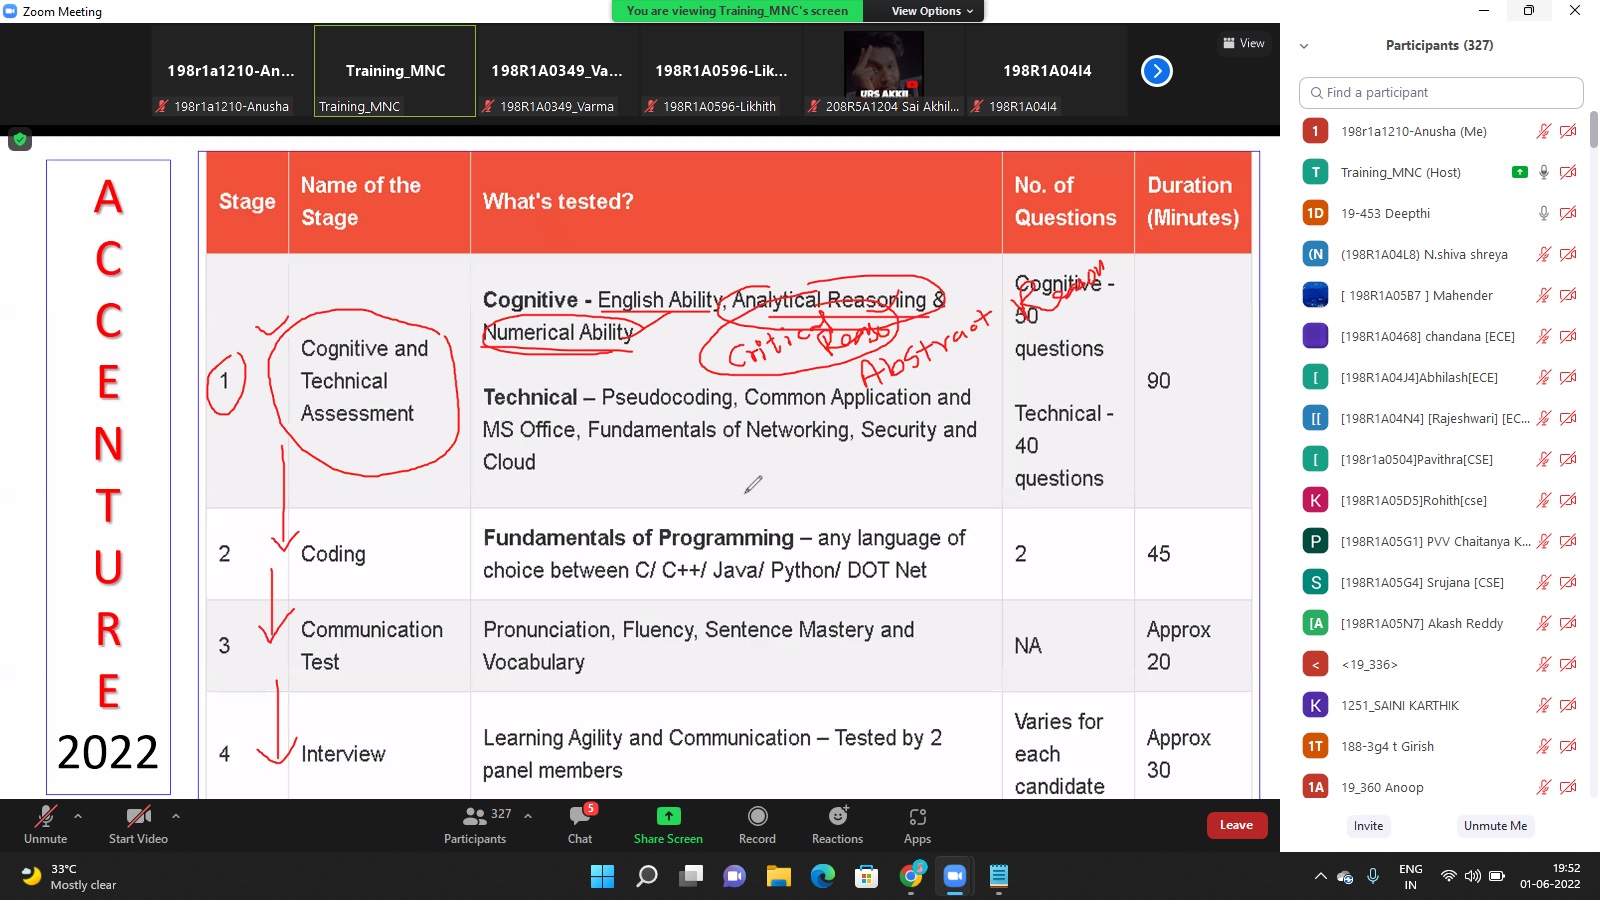 Zoom Meeting
You are viewing Training_MNC's screen
View Options
198r1a1210-An...
Training_MNC
198R1A0349_Va...
198R1A0596-Lik...
URS AKKII
198R1A04I4
View
198r1a1210-Anusha
Training_MNC
198R1A0349_Varma
198R1A0596-Likhith
208R5A1204 Sai Akhil...
198R1A04I4
ACCENTURE
2022
Stage
Name of the
Stage
What's tested?
No. of
Questions
Duration
(Minutes)
1
Cognitive and
Technical
Assessment
Cognitive - English Ability, Analytical Reasoning &
Numerical Ability
Critical
Reaso
Abstract
Reason
Technical – Pseudocoding, Common Application and
MS Office, Fundamentals of Networking, Security and
Cloud
Cognitive -
50
questions
Technical -
40
questions
90
2
Coding
Fundamentals of Programming – any language of
choice between C/ C++/ Java/ Python/ DOT Net
2
45
3
Communication
Test
Pronunciation, Fluency, Sentence Mastery and
Vocabulary
NA
Approx
20
4
Interview
Learning Agility and Communication – Tested by 2
panel members
Varies for
each
candidate
Approx
30
Participants (327)
Find a participant
1 198r1a1210-Anusha (Me)
T Training_MNC (Host)
1D 19-453 Deepthi
(N (198R1A04L8) N.shiva shreya
[ 198R1A05B7 ] Mahender
[198R1A0468] chandana [ECE]
[ [198R1A04J4]Abhilash[ECE]
[[ [198R1A04N4] [Rajeshwari] [EC...
[ [198r1a0504]Pavithra[CSE]
K [198R1A05D5]Rohith[cse]
P [198R1A05G1] PVV Chaitanya K...
S [198R1A05G4] Srujana [CSE]
[A [198R1A05N7] Akash Reddy
< <19_336>
K 1251_SAINI KARTHIK
1T 188-3g4 t Girish
1A 19_360 Anoop
Invite
Unmute Me
Unmute
Start Video
327
Participants
5
Chat
Share Screen
Record
Reactions
Apps
Leave
33°C
Mostly clear
ENG
IN
19:52
01-06-2022